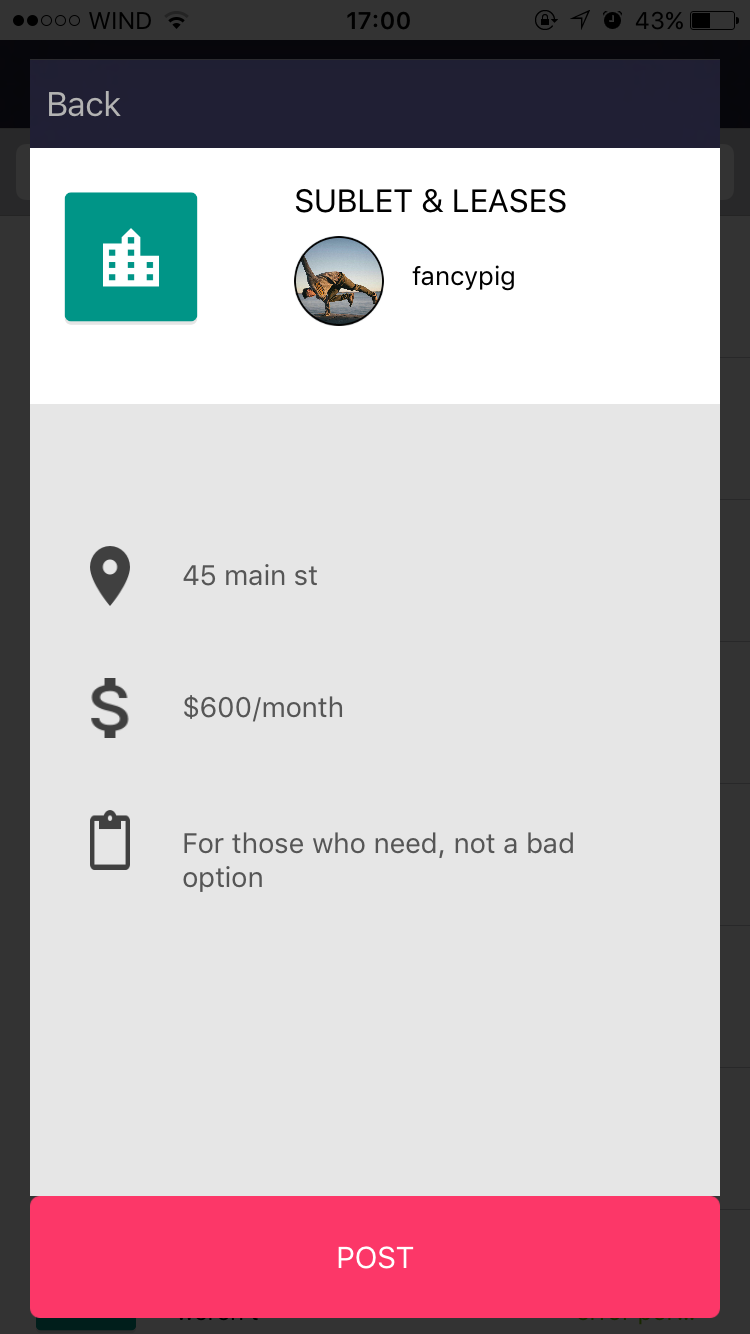 WIND 17:00 43%
Back
SUBLET & LEASES
fancypig
45 main st
$600/month
For those who need, not a bad
option
POST